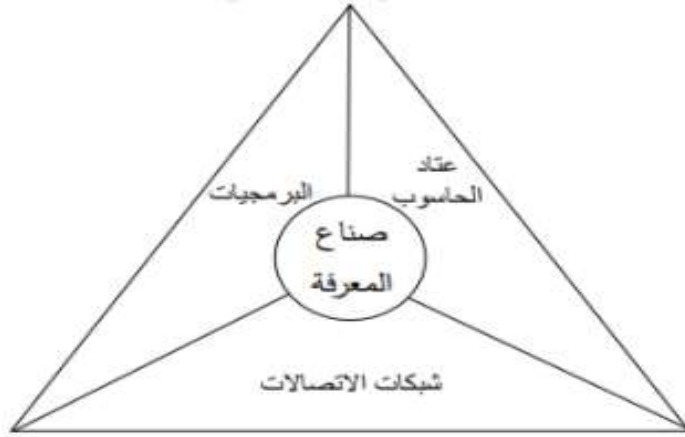 عتاد
الحاسوب
البرمجيات
صناع
المعرفة
شبكات الاتصالات